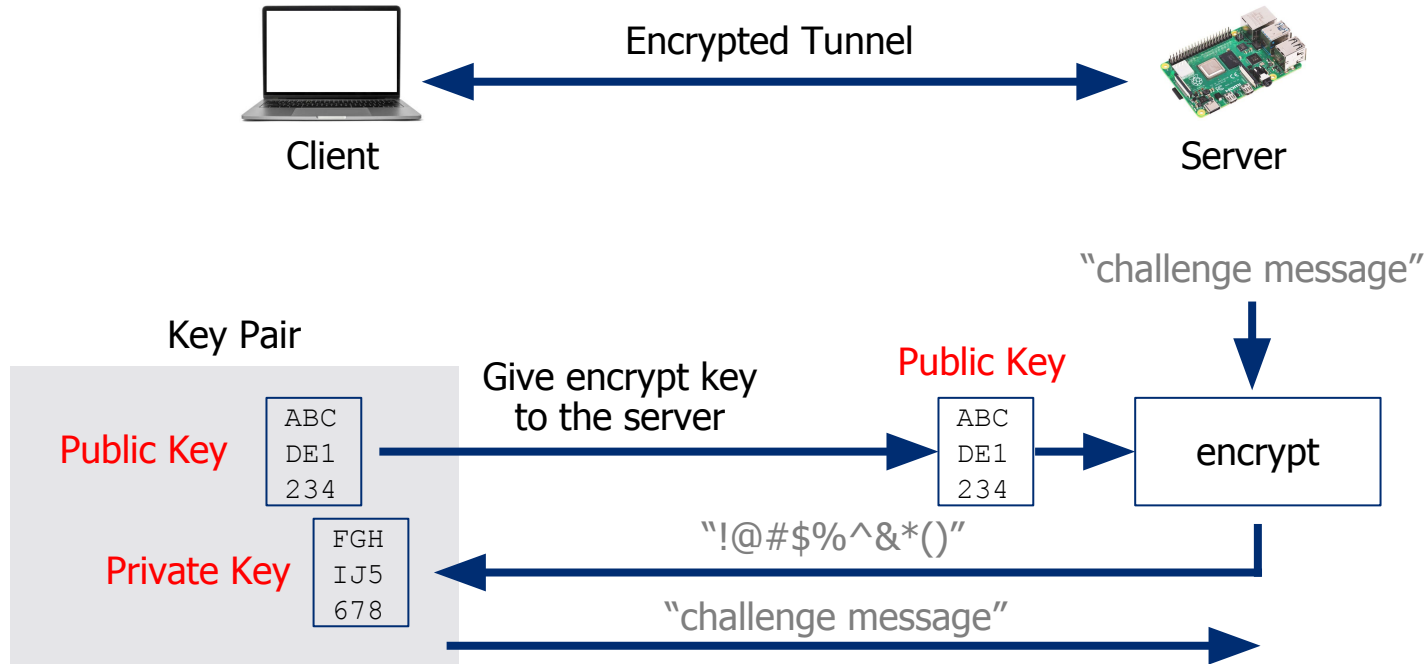 Encrypted Tunnel
Client
Server
“challenge message”
Key Pair
Public Key
Give encrypt key
to the server
Public Key
ABC
DE1
234
ABC
DE1
234
encrypt
“!@#$%^&*()”
Private Key
FGH
IJ5
678
“challenge message”